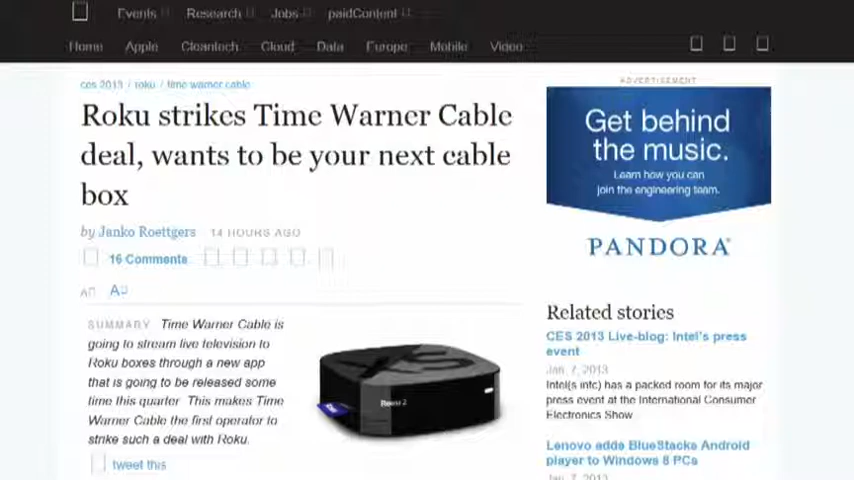 Events Research Jobs paidContent
Home Apple Cleantech Cloud Data Europe Mobile Video
ces 2013 / roku / time warner cable
Roku strikes Time Warner Cable
deal, wants to be your next cable
box
by Janko Roettgers 14 HOURS AGO
16 Comments
SUMMARY Time Warner Cable is
going to stream live television to
Roku boxes through a new app
that is going to be released some
time this quarter. This makes Time
Warner Cable the first operator to
strike such a deal with Roku.
tweet this
XS
Roku 2
ADVERTISEMENT
Get behind
the music.
Learn how you can
join the engineering team.
PANDORA
Related stories
CES 2013 Live-blog: Intel's press
event
Jan. 7, 2013
Intel(s intc) has a packed room for its major
press event at the International Consumer
Electronics Show
Lenovo adds BlueStacks Android
player to Windows 8 PCs
Jan. 7, 2013